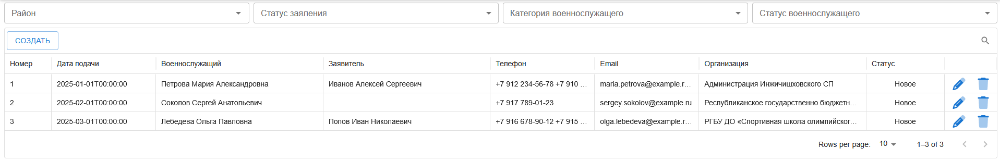 Район Статус заяления Категория военнослужащего Статус военнослужащего
СОЗДАТЬ
Номер Дата подачи Военнослужащий Заявитель Телефон Email Организация Статус
1 2025-01-01T00:00:00 Петрова Мария Александровна Иванов Алексей Сергеевич +7 912 234-56-78 +7 910 ... maria.petrova@example.r... Администрация Инжичишховского СП Новое
2 2025-02-01T00:00:00 Соколов Сергей Анатольевич +7 917 789-01-23 sergey.sokolov@example.ru Республиканское государственно бюджетн... Новое
3 2025-03-01T00:00:00 Лебедева Ольга Павловна Попов Иван Николаевич +7 916 678-90-12 +7 915 ... olga.lebedeva@example.r... РГБУ ДО «Спортивная школа олимпийског... Новое
Rows per page: 10 1–3 of 3